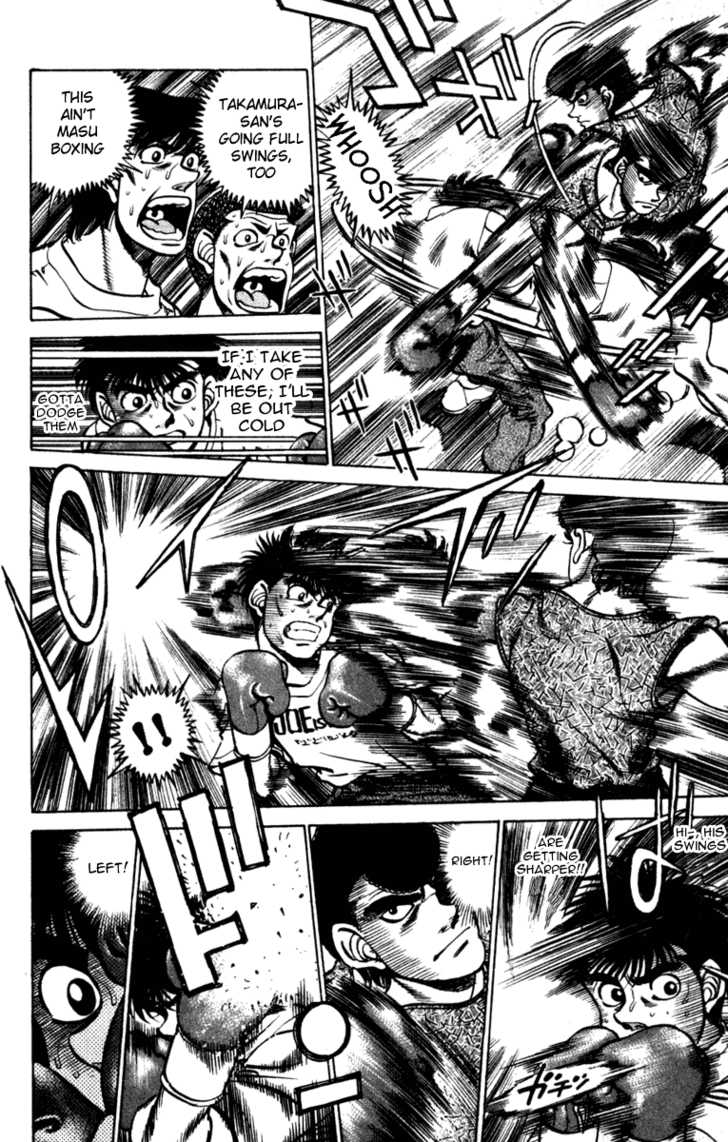 WHOOSH
TAKAMURA-
SAN'S
GOING FULL
SWINGS,
TOO
THIS
AIN'T
MASU
BOXING
IF I TAKE
ANY OF
THESE, I'LL
BE OUT
COLD
GOTTA
DODGE
THEM
!!
JOEis
HI-, HIS
SWINGS
ARE
GETTING
SHARPER!!
RIGHT!
LEFT!